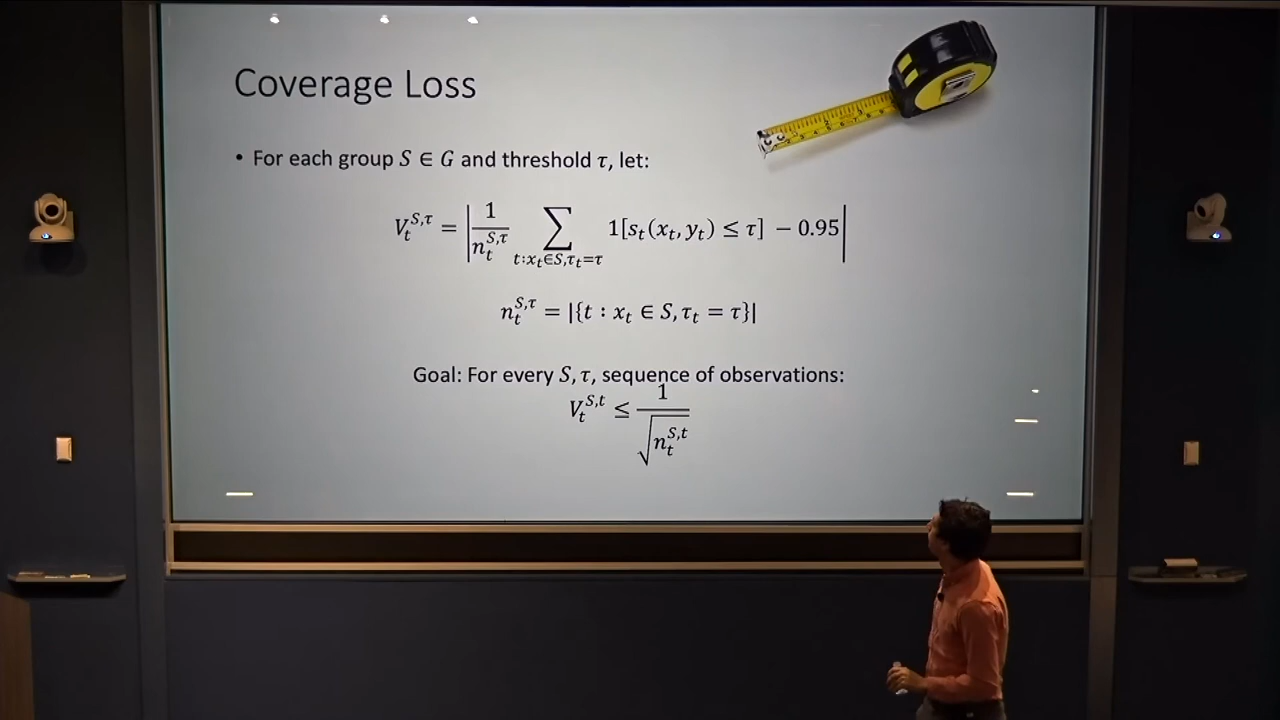 Coverage Loss
• For each group S ∈ G and threshold τ, let:
V_t^{S,τ} = | 1/n_t^{S,τ} ∑_{t:x_t∈S,τ_t=τ} 1[s_t(x_t, y_t) ≤ τ] − 0.95 |
n_t^{S,τ} = |{t : x_t ∈ S, τ_t = τ}|
Goal: For every S, τ, sequence of observations:
V_t^{S,t} ≤ 1/√(n_t^{S,t})